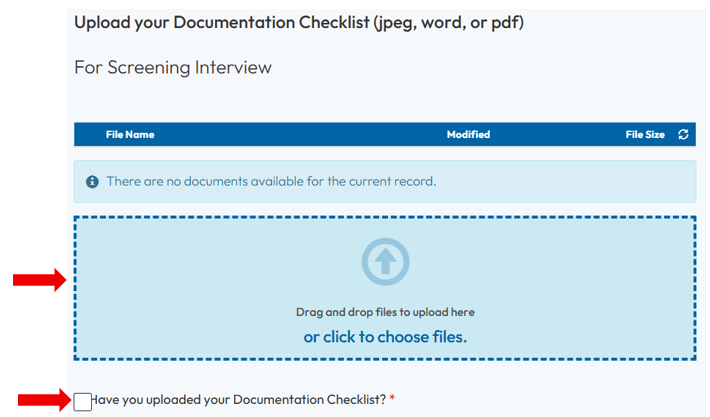 Upload your Documentation Checklist (jpeg, word, or pdf)
For Screening Interview
File Name Modified File Size
There are no documents available for the current record.
Drag and drop files to upload here
or click to choose files.
Have you uploaded your Documentation Checklist? *